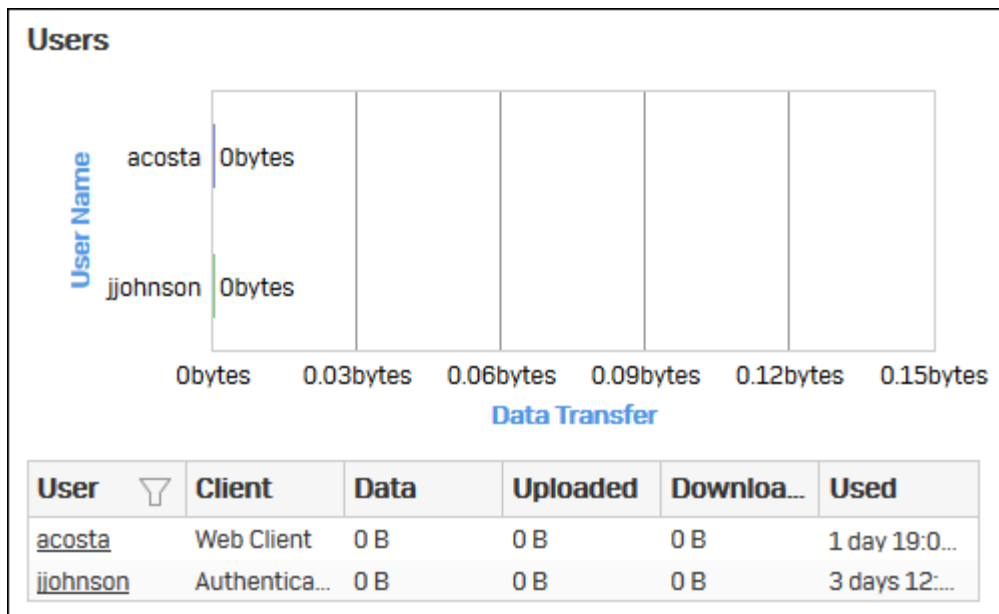 Users
User Name
acosta 0bytes
jjohnson 0bytes
0bytes 0.03bytes 0.06bytes 0.09bytes 0.12bytes 0.15bytes
Data Transfer
User Client Data Uploaded Downloa... Used
acosta Web Client 0 B 0 B 0 B 1 day 19:0...
jjohnson Authentica... 0 B 0 B 0 B 3 days 12:...